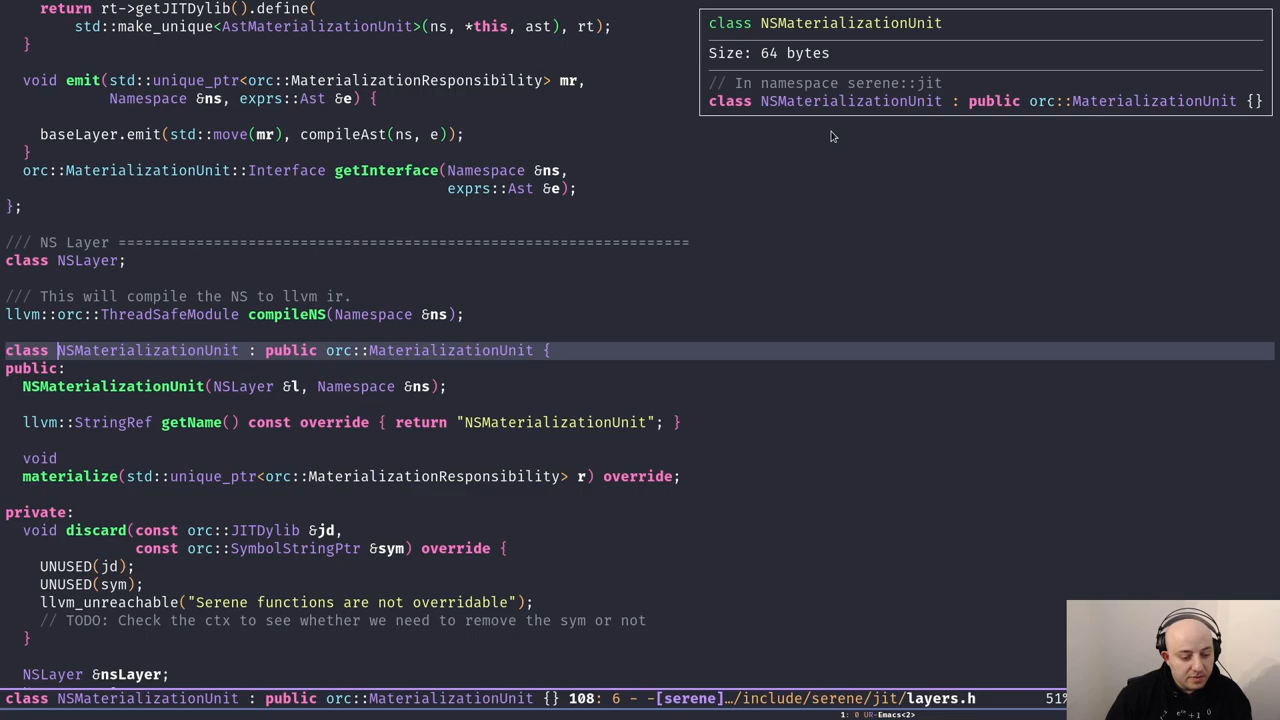 return rt->getJITDylib().define(
std::make_unique<AstMaterializationUnit>(ns, *this, ast), rt);
}
void emit(std::unique_ptr<orc::MaterializationResponsibility> mr,
Namespace &ns, exprs::Ast &e) {
baseLayer.emit(std::move(mr), compileAst(ns, e));
}
orc::MaterializationUnit::Interface getInterface(Namespace &ns,
exprs::Ast &e);
};
/// NS Layer ==================================================================
class NSLayer;
/// This will compile the NS to llvm ir.
llvm::orc::ThreadSafeModule compileNS(Namespace &ns);
class NSMaterializationUnit : public orc::MaterializationUnit {
public:
NSMaterializationUnit(NSLayer &l, Namespace &ns);
llvm::StringRef getName() const override { return "NSMaterializationUnit"; }
void
materialize(std::unique_ptr<orc::MaterializationResponsibility> r) override;
private:
void discard(const orc::JITDylib &jd,
const orc::SymbolStringPtr &sym) override {
UNUSED(jd);
UNUSED(sym);
llvm_unreachable("Serene functions are not overridable");
// TODO: Check the ctx to see whether we need to remove the sym or not
}
NSLayer &nsLayer;
class NSMaterializationUnit : public orc::MaterializationUnit {} 108: 6 - -[serene]…/include/serene/jit/layers.h 51%
1: 0 UR-Emacs<2>
class NSMaterializationUnit
Size: 64 bytes
// In namespace serene::jit
class NSMaterializationUnit : public orc::MaterializationUnit {}